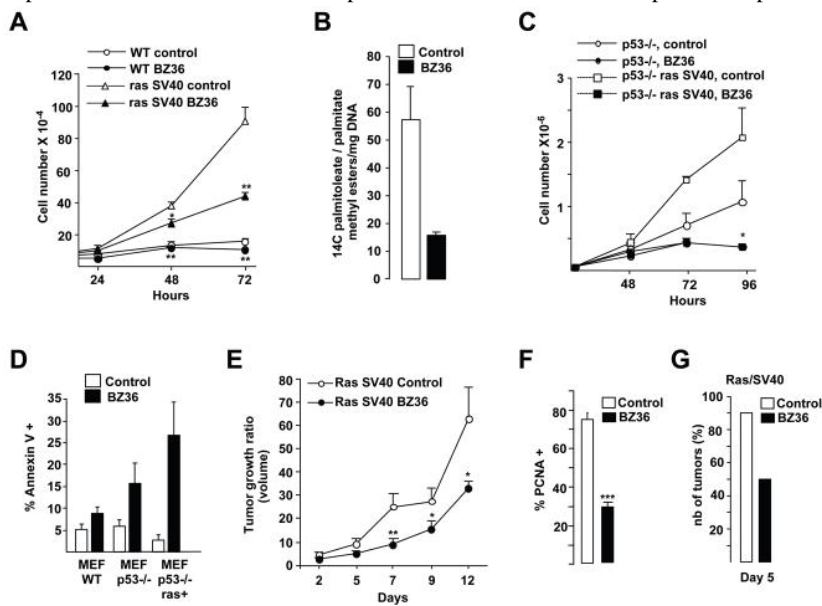 A
WT control
WT BZ36
ras SV40 control
ras SV40 BZ36
Cell number X 10-4
120
100
80
60
40
20
*
**
**
**
24
48
72
Hours
B
Control
BZ36
14C palmitoleate / palmitate
methyl esters/mg DNA
80
70
60
50
40
30
20
10
0
C
p53-/-, control
p53-/-, BZ36
p53-/- ras SV40, control
p53-/- ras SV40, BZ36
Cell number X10-6
3
2
1
*
48
72
96
Hours
D
Control
BZ36
% Annexin V +
35
30
25
20
15
10
5
MEF
WT
MEF
p53-/-
MEF
p53-/-
ras+
E
Ras SV40 Control
Ras SV40 BZ36
Tumor growth ratio
(volume)
80
70
60
50
40
30
20
10
0
**
*
*
2
5
7
9
12
Days
F
Control
BZ36
% PCNA +
80
60
40
20
***
G
Ras/SV40
Control
BZ36
nb of tumors (%)
100
80
60
40
20
Day 5